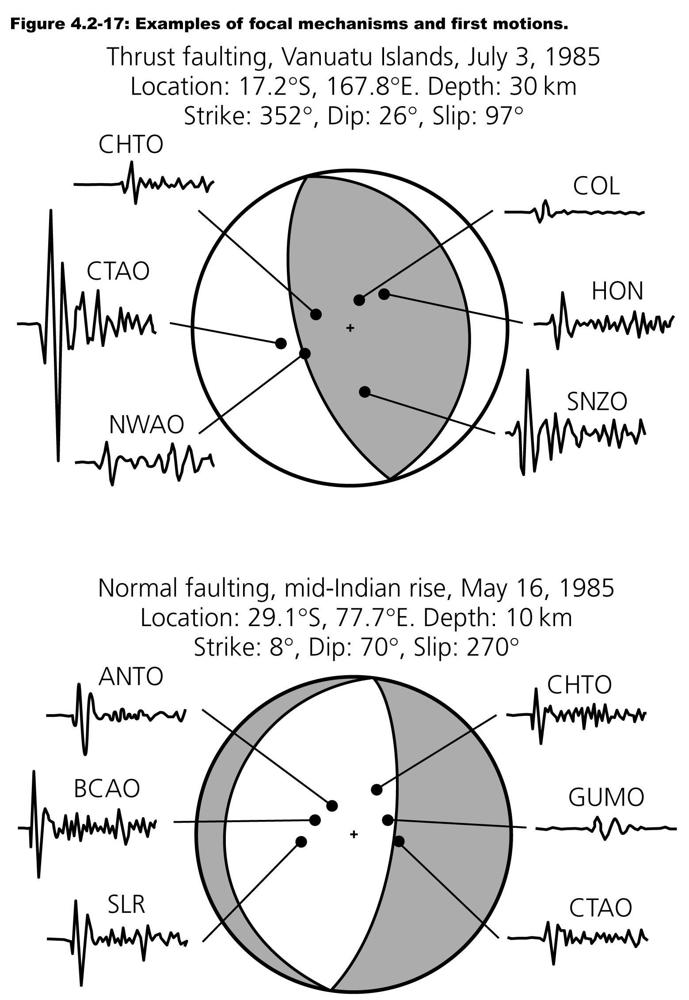 Figure 4.2-17: Examples of focal mechanisms and first motions.
Thrust faulting, Vanuatu Islands, July 3, 1985
Location: 17.2°S, 167.8°E. Depth: 30 km
Strike: 352°, Dip: 26°, Slip: 97°
CHTO
COL
CTAO
HON
SNZO
NWAO
Normal faulting, mid-Indian rise, May 16, 1985
Location: 29.1°S, 77.7°E. Depth: 10 km
Strike: 8°, Dip: 70°, Slip: 270°
ANTO
CHTO
BCAO
GUMO
SLR
CTAO